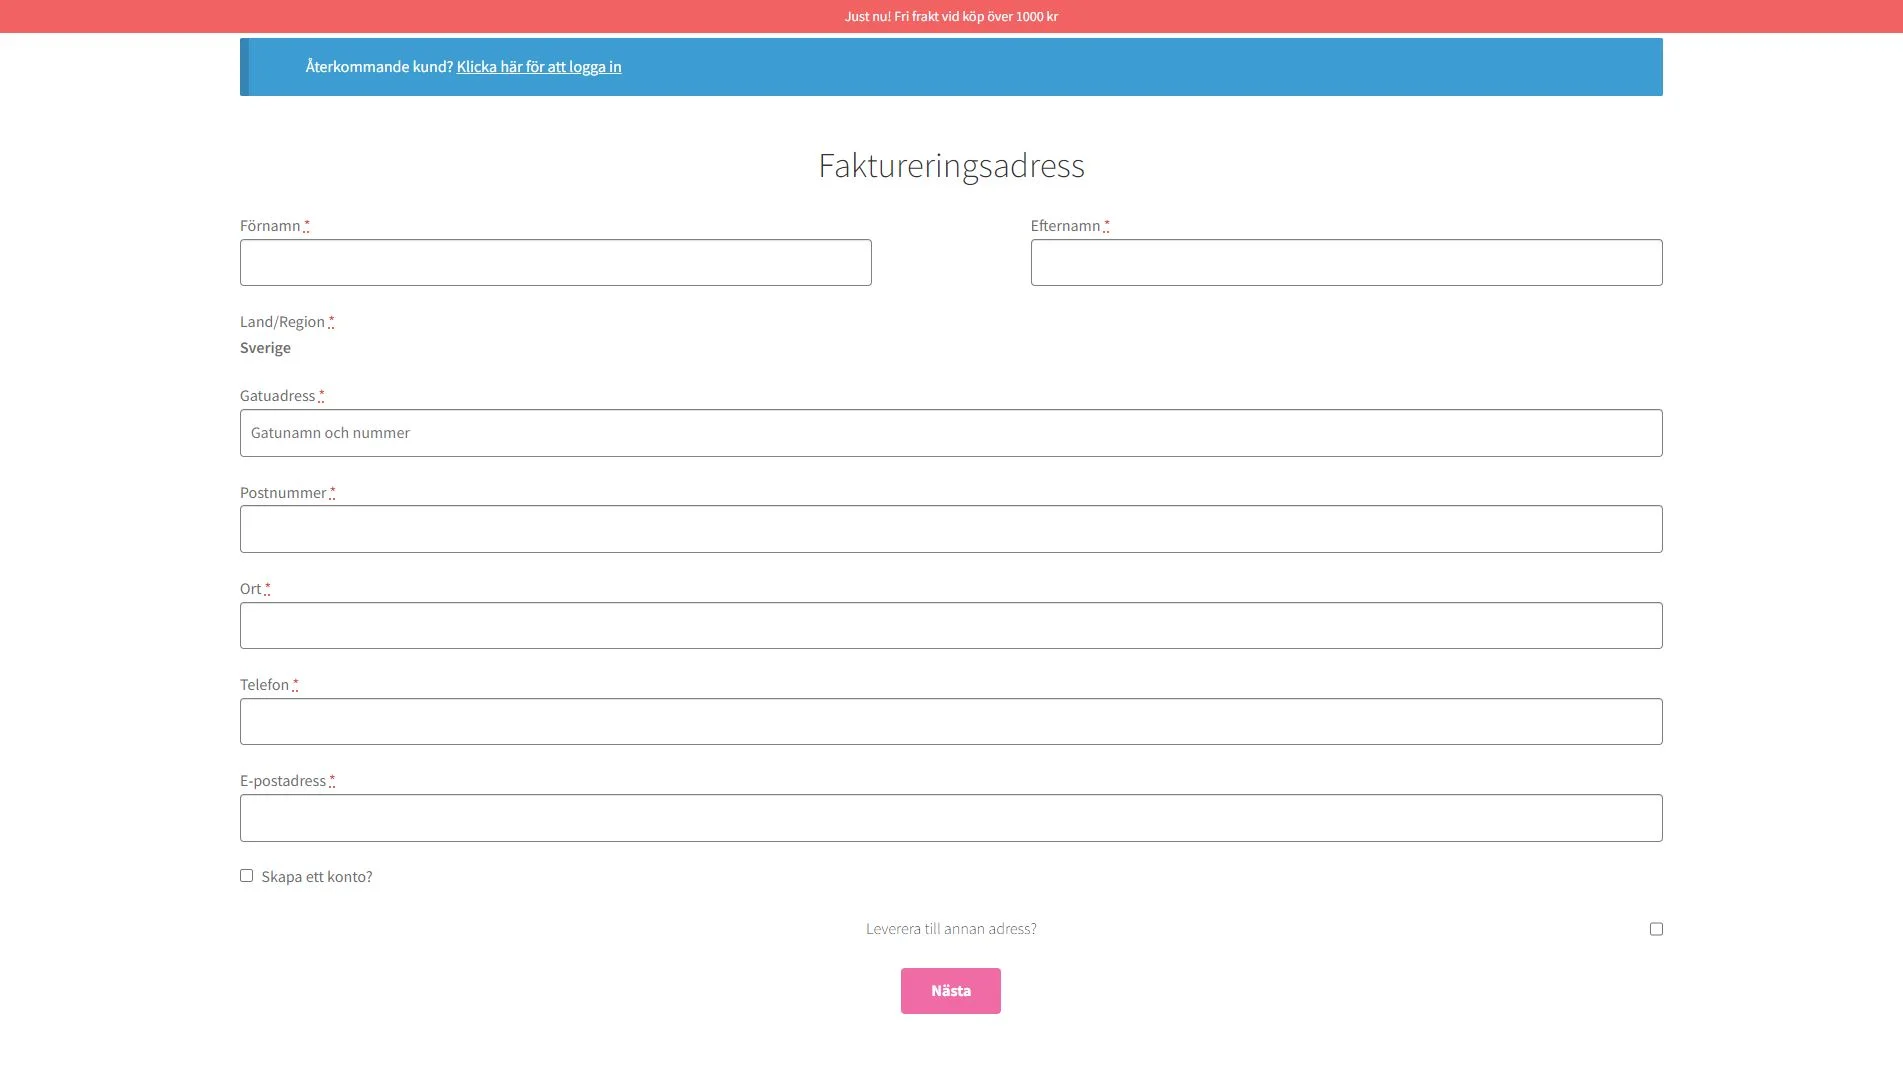 Just nu! Fri frakt vid köp över 1000 kr
Återkommande kund? Klicka här för att logga in
Faktureringsadress
Förnamn *
Efternamn *
Land/Region *
Sverige
Gatuadress *
Gatunamn och nummer
Postnummer *
Ort *
Telefon *
E-postadress *
Skapa ett konto?
Leverera till annan adress?
Nästa